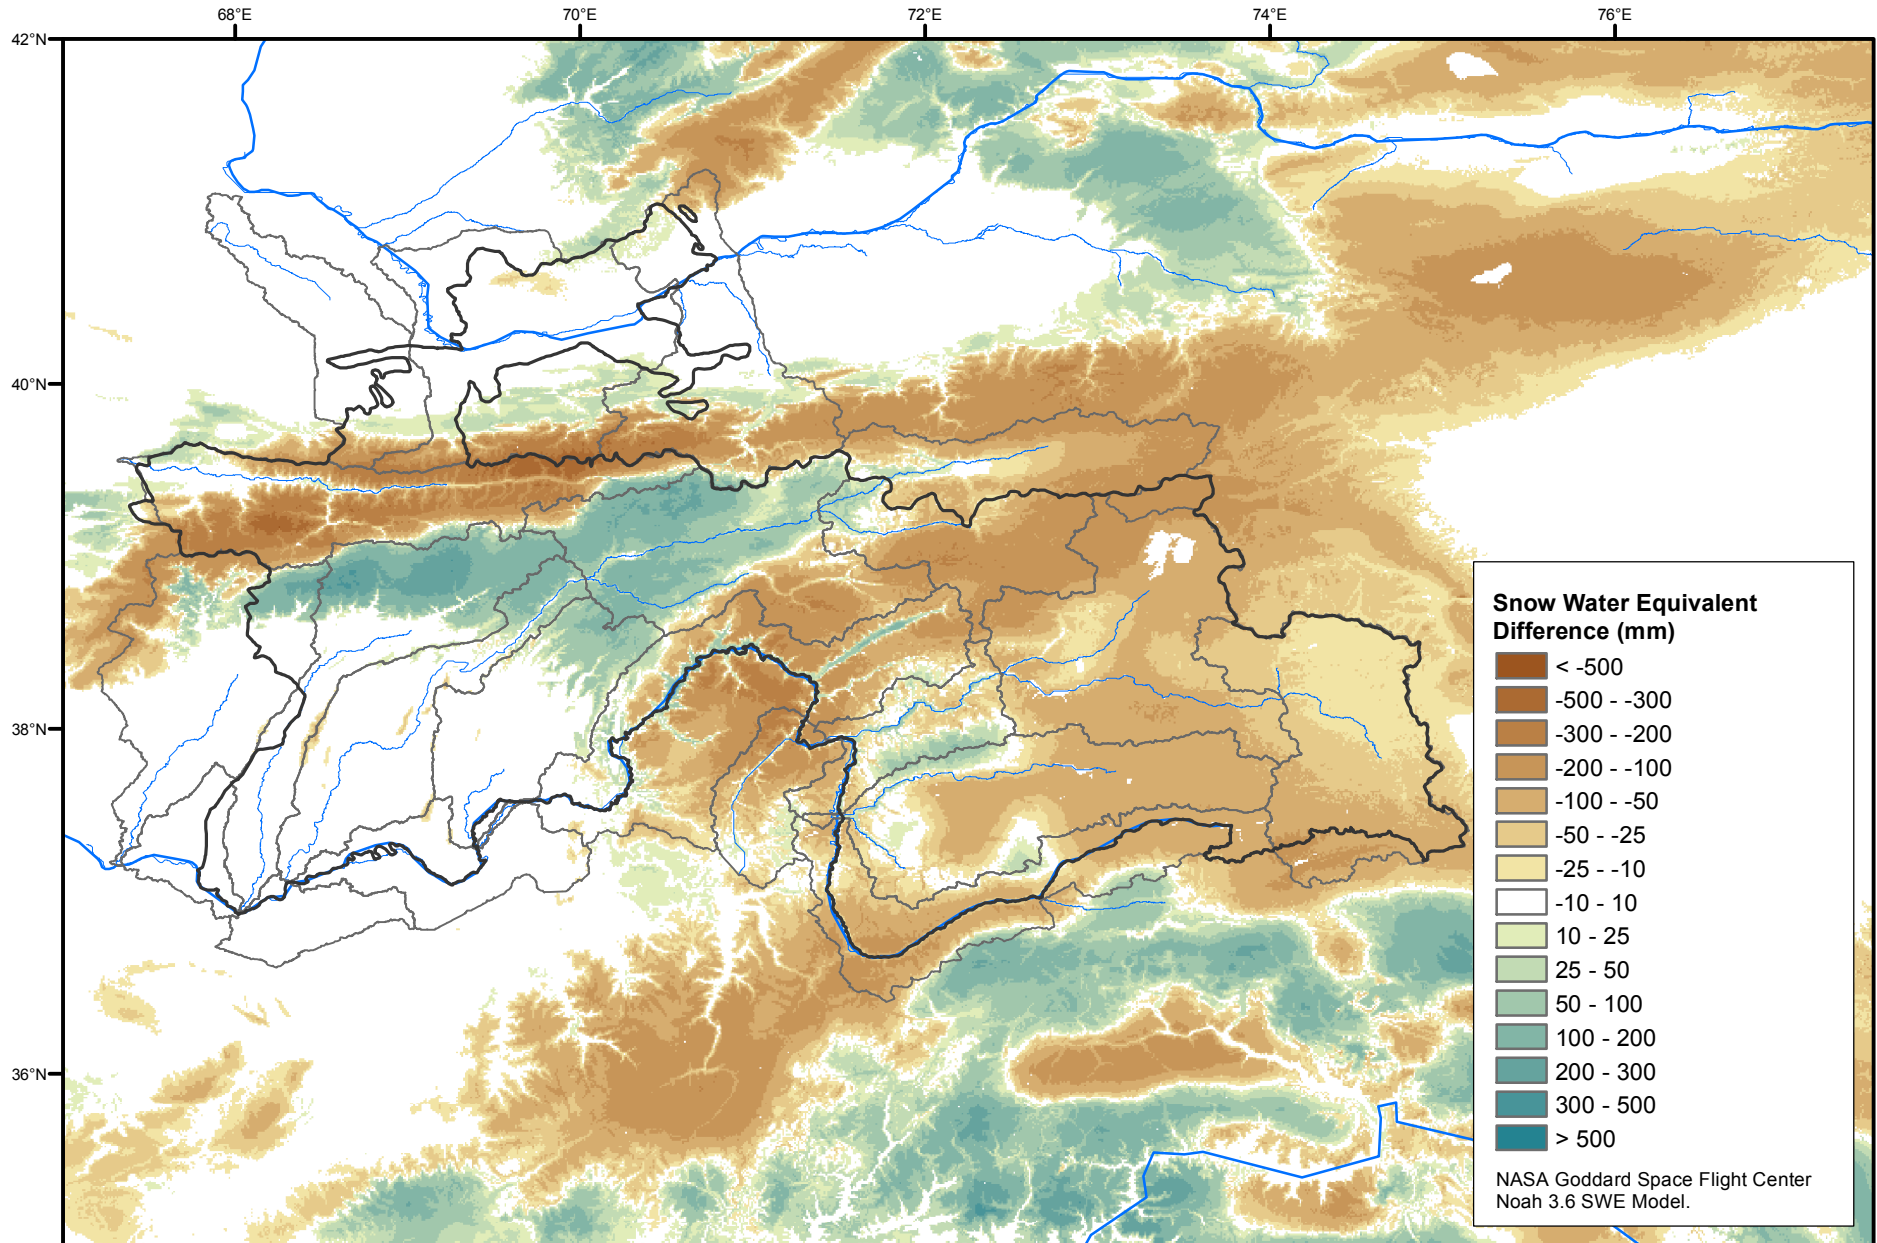 68°E
70°E
72°E
74°E
76°E
42°N
40°N
38°N
36°N
Snow Water Equivalent
Difference (mm)
< -500
-500 - -300
-300 - -200
-200 - -100
-100 - -50
-50 - -25
-25 - -10
-10 - 10
10 - 25
25 - 50
50 - 100
100 - 200
200 - 300
300 - 500
> 500
NASA Goddard Space Flight Center
Noah 3.6 SWE Model.